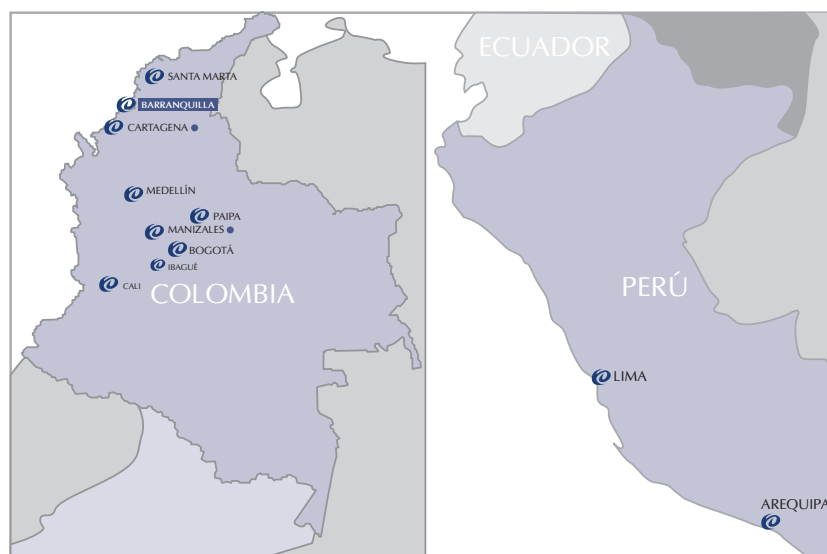 SANTA MARTA
BARRANQUILLA
CARTAGENA
MEDELLÍN
PAIPA
MANIZALES
BOGOTÁ
IBAGUÉ
CALI
COLOMBIA
ECUADOR
PERÚ
LIMA
AREQUIPA